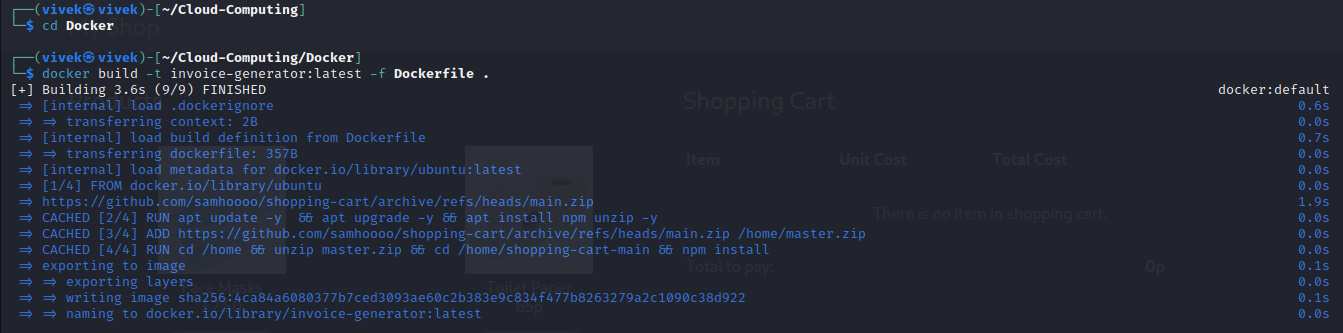 ┌──(vivek㉿vivek)-[~/Cloud-Computing]
└─$ cd Docker
┌──(vivek㉿vivek)-[~/Cloud-Computing/Docker]
└─$ docker build -t invoice-generator:latest -f Dockerfile .
[+] Building 3.6s (9/9) FINISHED docker:default
=> [internal] load .dockerignore 0.6s
=> => transferring context: 2B 0.0s
=> [internal] load build definition from Dockerfile 0.7s
=> => transferring dockerfile: 357B 0.0s
=> [internal] load metadata for docker.io/library/ubuntu:latest 0.0s
=> [1/4] FROM docker.io/library/ubuntu 0.0s
=> https://github.com/samhoooo/shopping-cart/archive/refs/heads/main.zip 1.9s
=> CACHED [2/4] RUN apt update -y  && apt upgrade -y && apt install npm unzip -y 0.0s
=> CACHED [3/4] ADD https://github.com/samhoooo/shopping-cart/archive/refs/heads/main.zip /home/master.zip 0.0s
=> CACHED [4/4] RUN cd /home && unzip master.zip && cd /home/shopping-cart-main && npm install 0.0s
=> exporting to image 0.1s
=> => exporting layers 0.0s
=> => writing image sha256:4ca84a6080377b7ced3093ae60c2b383e9c834f477b8263279a2c1090c38d922 0.1s
=> => naming to docker.io/library/invoice-generator:latest 0.0s
Shop
Shopping Cart
Item Unit Cost Total Cost
There is no item in shopping cart.
Total to pay: 0p
Face Masks Toilet Paper
65p